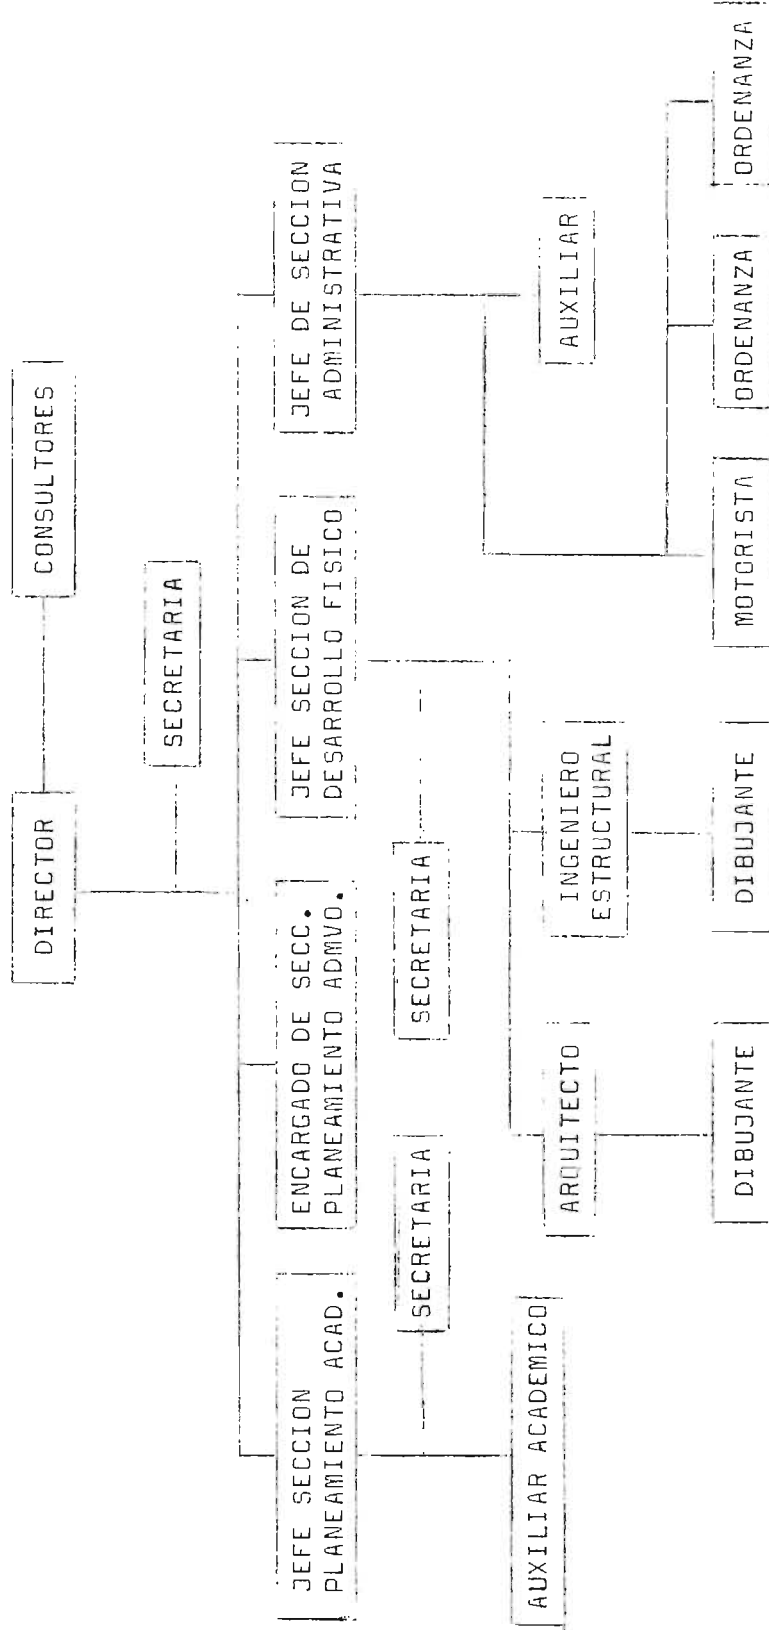 DIRECTOR
CONSULTORES
SECRETARIA
JEFE SECCION
PLANEAMIENTO ACAD.
ENCARGADO DE SECC.
PLANEAMIENTO ADMVO.
JEFE SECCION DE
DESARROLLO FISICO
JEFE DE SECCION
ADMINISTRATIVA
SECRETARIA
SECRETARIA
AUXILIAR ACADEMICO
ARQUITECTO
INGENIERO
ESTRUCTURAL
AUXILIAR
DIBUJANTE
DIBUJANTE
MOTORISTA
ORDENANZA
ORDENANZA